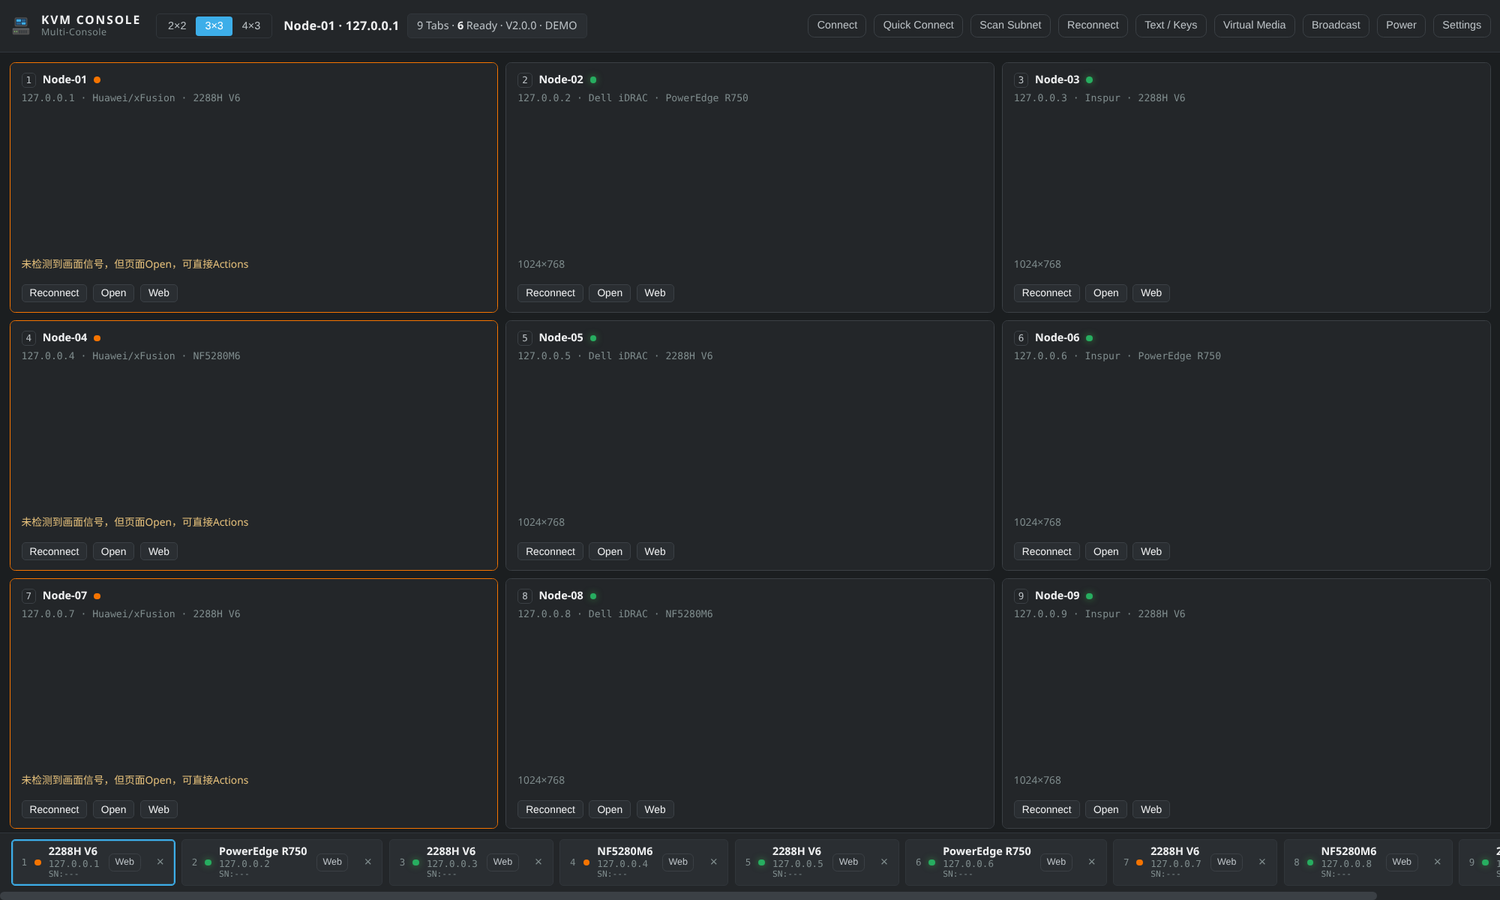 KVM CONSOLE
Multi-Console
2×2 3×3 4×3
Node-01 · 127.0.0.1
9 Tabs · 6 Ready · V2.0.0 · DEMO
Connect Quick Connect Scan Subnet Reconnect Text / Keys Virtual Media Broadcast Power Settings
1 Node-01
127.0.0.1 · Huawei/xFusion · 2288H V6
未检测到画面信号，但页面Open，可直接Actions
Reconnect Open Web
2 Node-02
127.0.0.2 · Dell iDRAC · PowerEdge R750
1024×768
Reconnect Open Web
3 Node-03
127.0.0.3 · Inspur · 2288H V6
1024×768
Reconnect Open Web
4 Node-04
127.0.0.4 · Huawei/xFusion · NF5280M6
未检测到画面信号，但页面Open，可直接Actions
Reconnect Open Web
5 Node-05
127.0.0.5 · Dell iDRAC · 2288H V6
1024×768
Reconnect Open Web
6 Node-06
127.0.0.6 · Inspur · PowerEdge R750
1024×768
Reconnect Open Web
7 Node-07
127.0.0.7 · Huawei/xFusion · 2288H V6
未检测到画面信号，但页面Open，可直接Actions
Reconnect Open Web
8 Node-08
127.0.0.8 · Dell iDRAC · NF5280M6
1024×768
Reconnect Open Web
9 Node-09
127.0.0.9 · Inspur · 2288H V6
1024×768
Reconnect Open Web
1 2288H V6
127.0.0.1
SN:---
Web ×
2 PowerEdge R750
127.0.0.2
SN:---
Web ×
3 2288H V6
127.0.0.3
SN:---
Web ×
4 NF5280M6
127.0.0.4
SN:---
Web ×
5 2288H V6
127.0.0.5
SN:---
Web ×
6 PowerEdge R750
127.0.0.6
SN:---
Web ×
7 2288H V6
127.0.0.7
SN:---
Web ×
8 NF5280M6
127.0.0.8
SN:---
Web ×
9